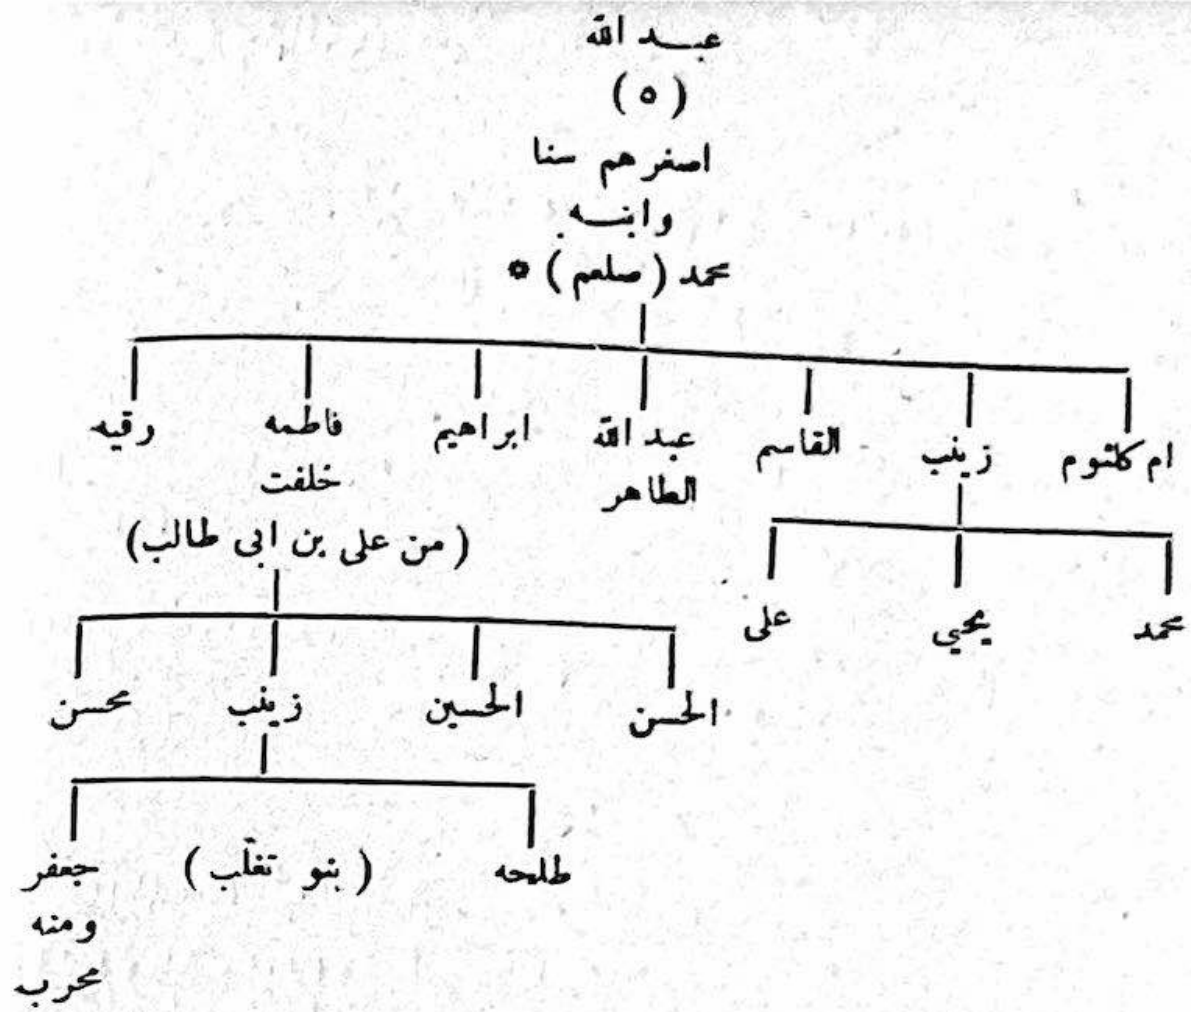 عبد الله
(٥)
اصغرهم سنا
وابنه
محمد (صلعم) *
ام كلثوم زينب القاسم عبد الله ابراهيم فاطمه رقيه
الطاهر خلفت
(من على بن ابى طالب)
محمد يحيي على
الحسن الحسين زينب محسن
طلحه (بنو تغلب) جعفر
ومنه
محرب